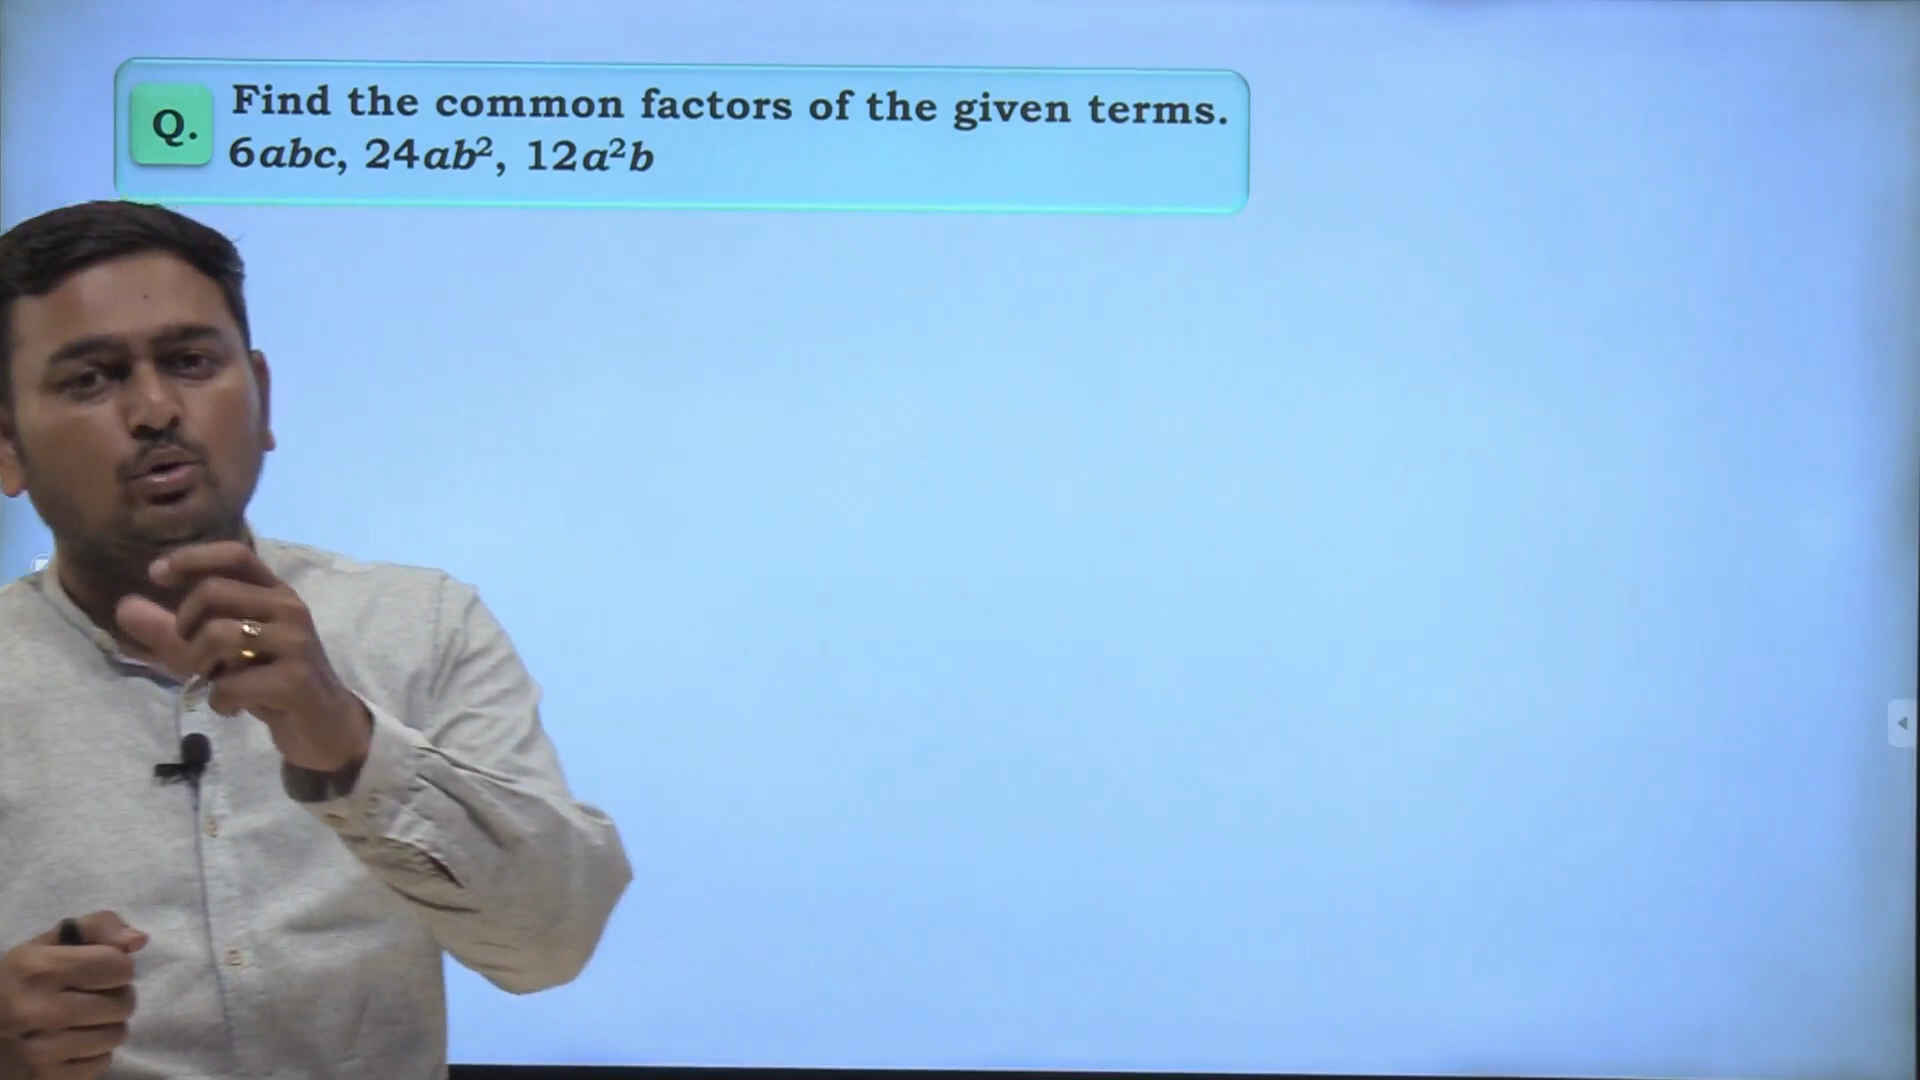 Q. Find the common factors of the given terms.
6abc, 24ab², 12a²b